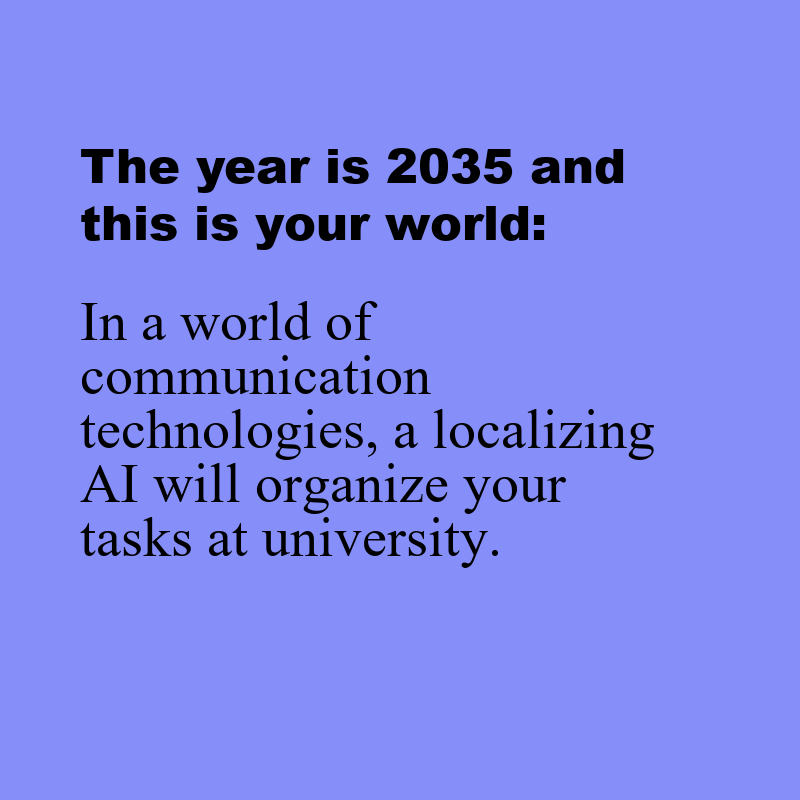 The year is 2035 and
this is your world:
In a world of
communication
technologies, a localizing
AI will organize your
tasks at university.